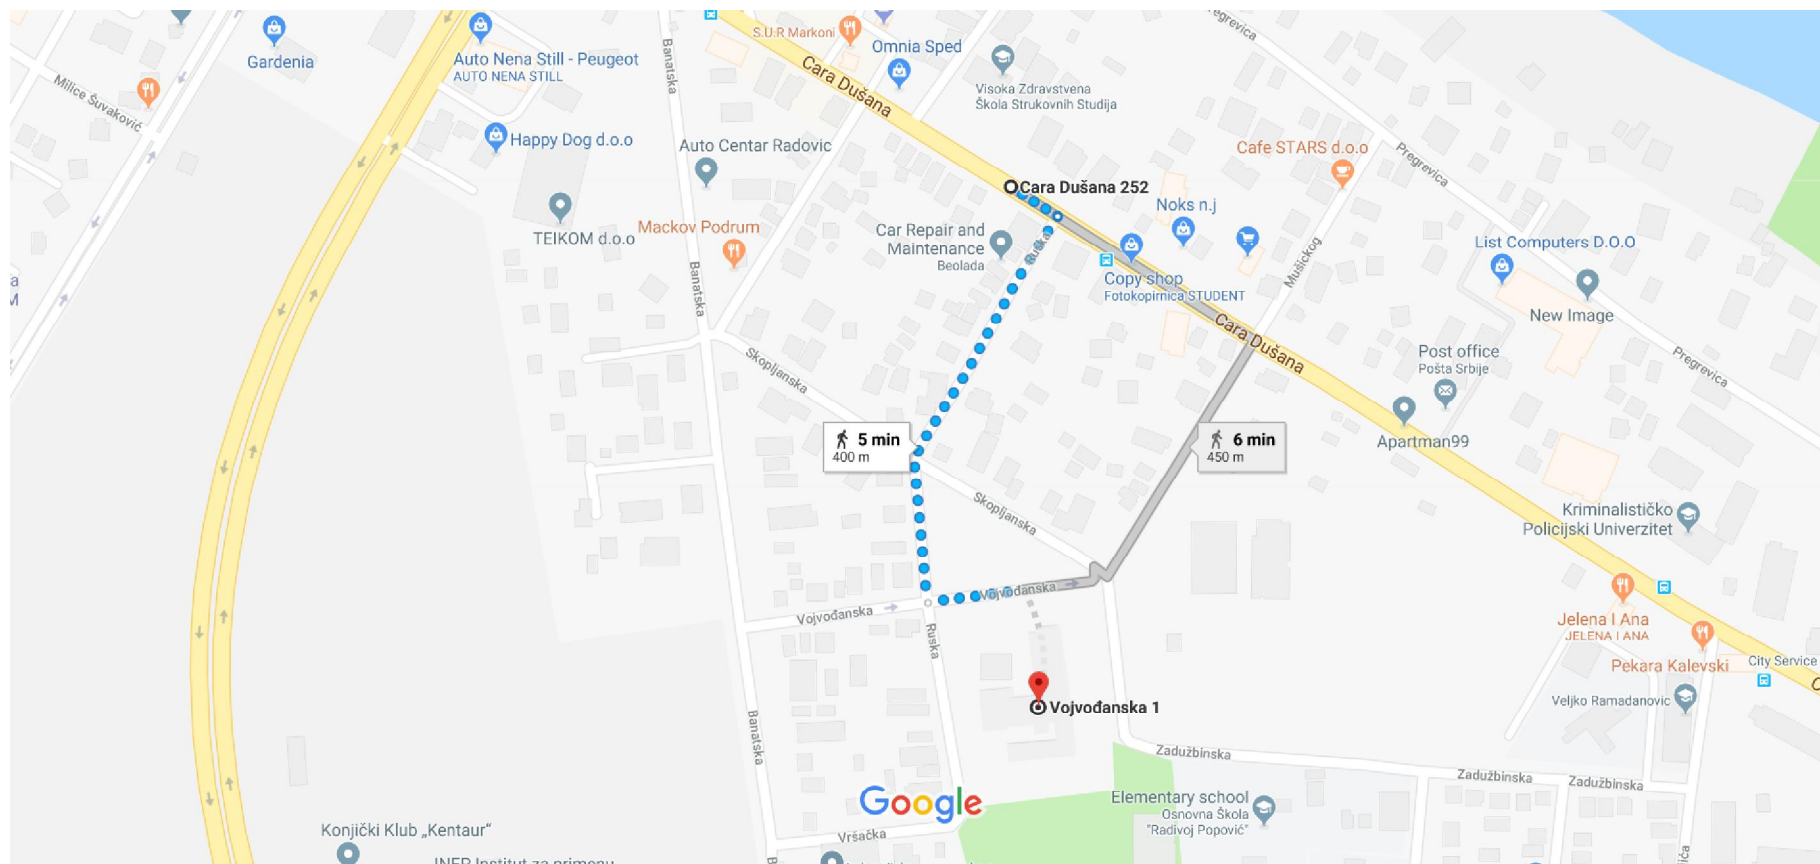 S.U.R Markoni
Omnia Sped
Gardenia
Auto Nena Still - Peugeot
AUTO NENA STILL
Banatska
Cara Dušana
Visoka Zdravstvena
Škola Strukovnih Studija
Milice Šuvaković
Happy Dog d.o.o
Auto Centar Radovic
Cafe STARS d.o.o
Pregrevica
Cara Dušana 252
Noks n.j
Mackov Podrum
TEIKOM d.o.o
Car Repair and
Maintenance
Beolada
Ruska
Mušickog
List Computers D.O.O
Banatska
Copy shop
Fotokopirnica STUDENT
New Image
Cara Dušana
Post office
Pošta Srbije
Pregrevica
Skopljanska
5 min
400 m
6 min
450 m
Apartman99
Skopljanska
Kriminalističko
Policijski Univerzitet
Vojvođanska
Vojvođanska
Ruska
Jelena I Ana
JELENA I ANA
Pekara Kalevski
City Service
Veljko Ramadanovic
Vojvođanska 1
Banatska
Zadužbinska
Zadužbinska
Zadužbinska
Google
Elementary school
Osnovna Škola
"Radivoj Popović"
Konjički Klub „Kentaur“
Vršačka